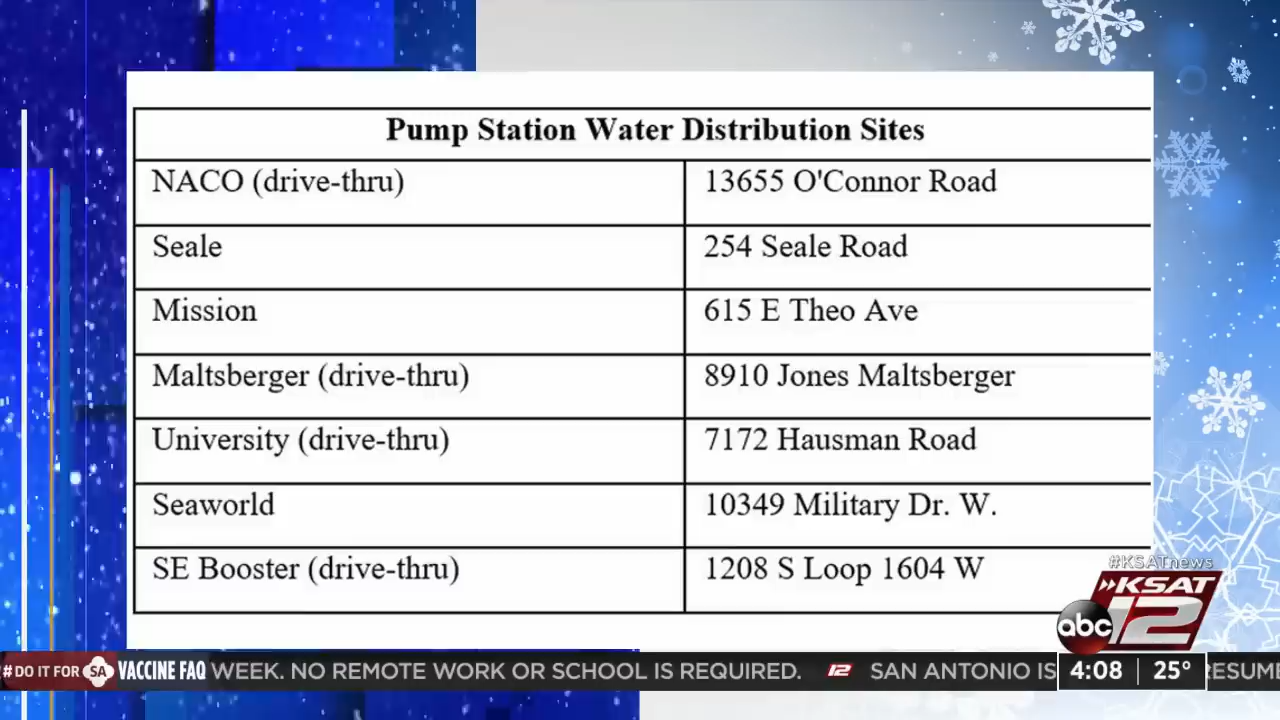 Pump Station Water Distribution Sites
NACO (drive-thru) 13655 O'Connor Road
Seale 254 Seale Road
Mission 615 E Theo Ave
Maltsberger (drive-thru) 8910 Jones Maltsberger
University (drive-thru) 7172 Hausman Road
Seaworld 10349 Military Dr. W.
SE Booster (drive-thru) 1208 S Loop 1604 W
#KSATnews
KSAT
abc 12
#DO IT FOR SA VACCINE FAQ WEEK. NO REMOTE WORK OR SCHOOL IS REQUIRED. 12 SAN ANTONIO IS 4:08 25° RESUME